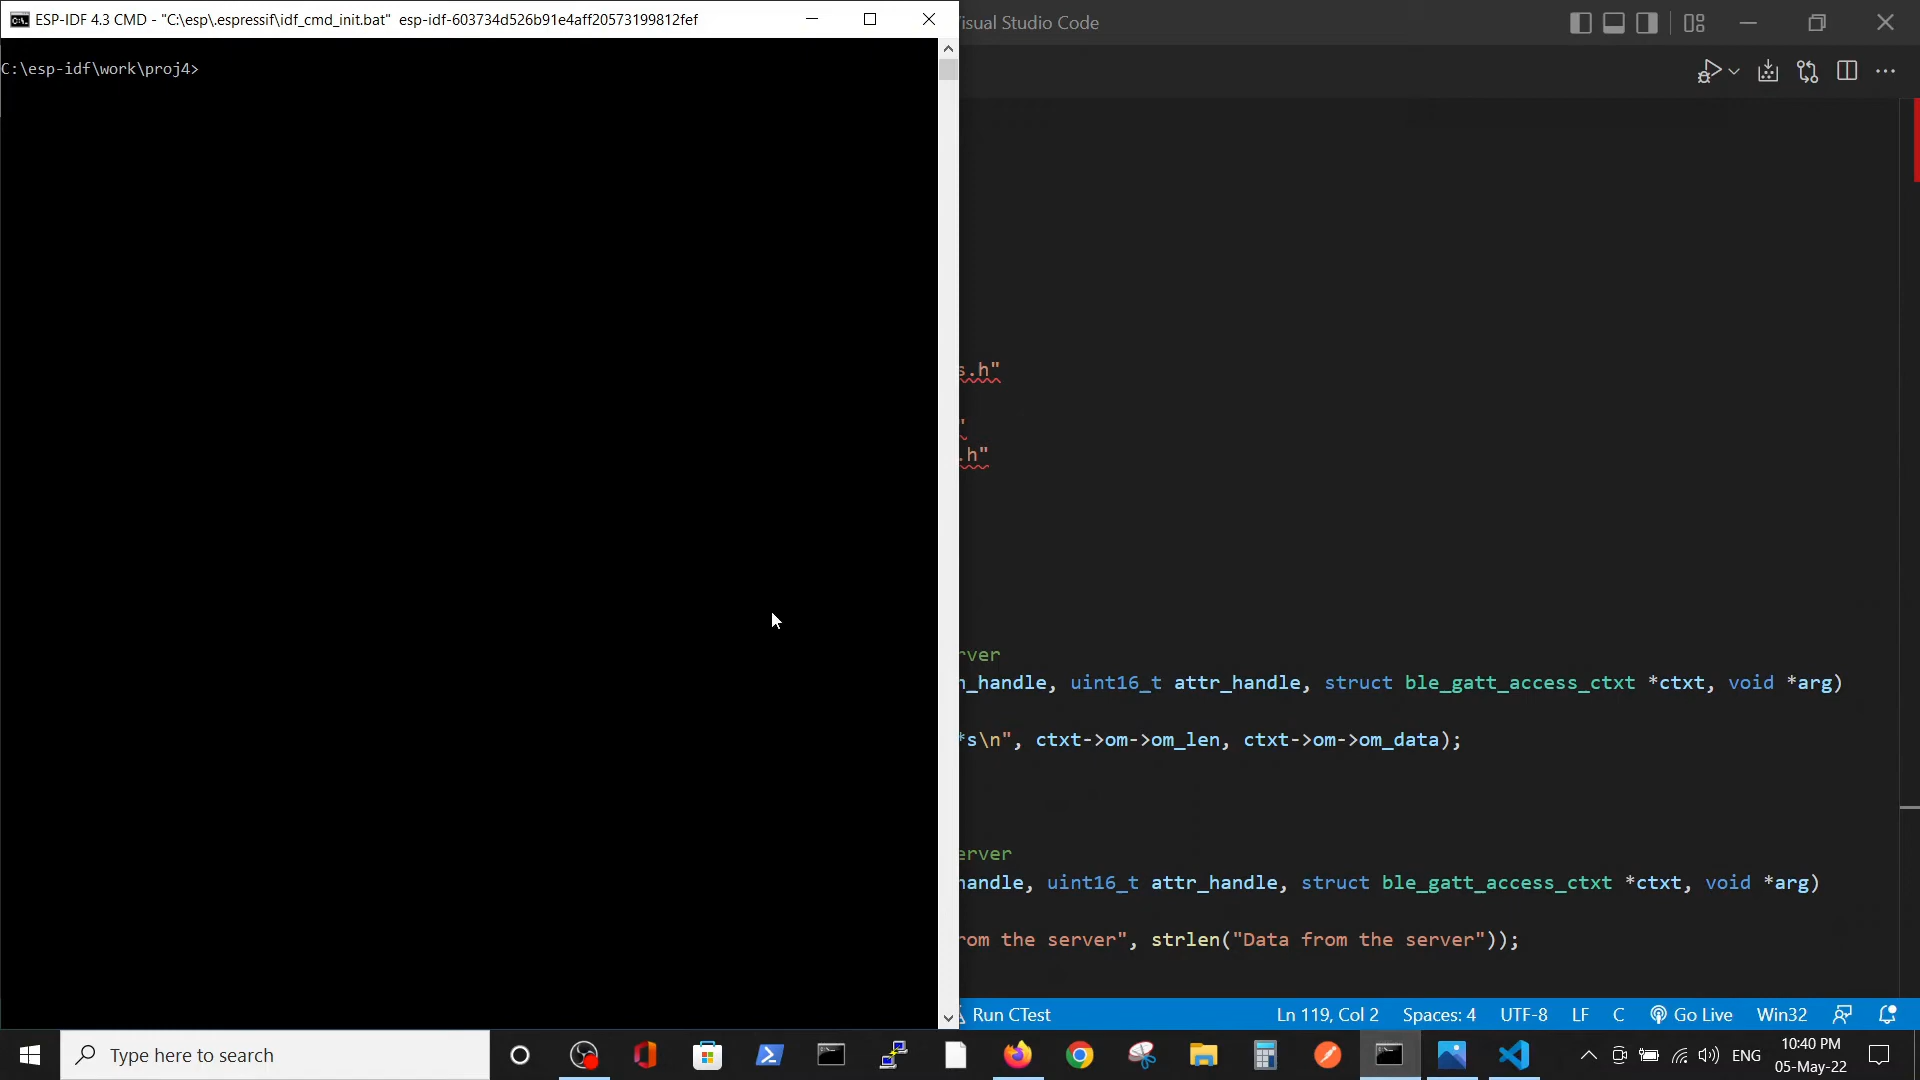 ESP-IDF 4.3 CMD - "C:\esp\.espressif\idf_cmd_init.bat" esp-idf-603734d526b91e4aff20573199812fef
isual Studio Code
C:\esp-idf\work\proj4>
s.h"
"
.h"
rver
n_handle, uint16_t attr_handle, struct ble_gatt_access_ctxt *ctxt, void *arg)
*s\n", ctxt->om->om_len, ctxt->om->om_data);
erver
handle, uint16_t attr_handle, struct ble_gatt_access_ctxt *ctxt, void *arg)
rom the server", strlen("Data from the server"));
Run CTest
Ln 119, Col 2
Spaces: 4
UTF-8
LF
C
Go Live
Win32
Type here to search
ENG
10:40 PM
05-May-22